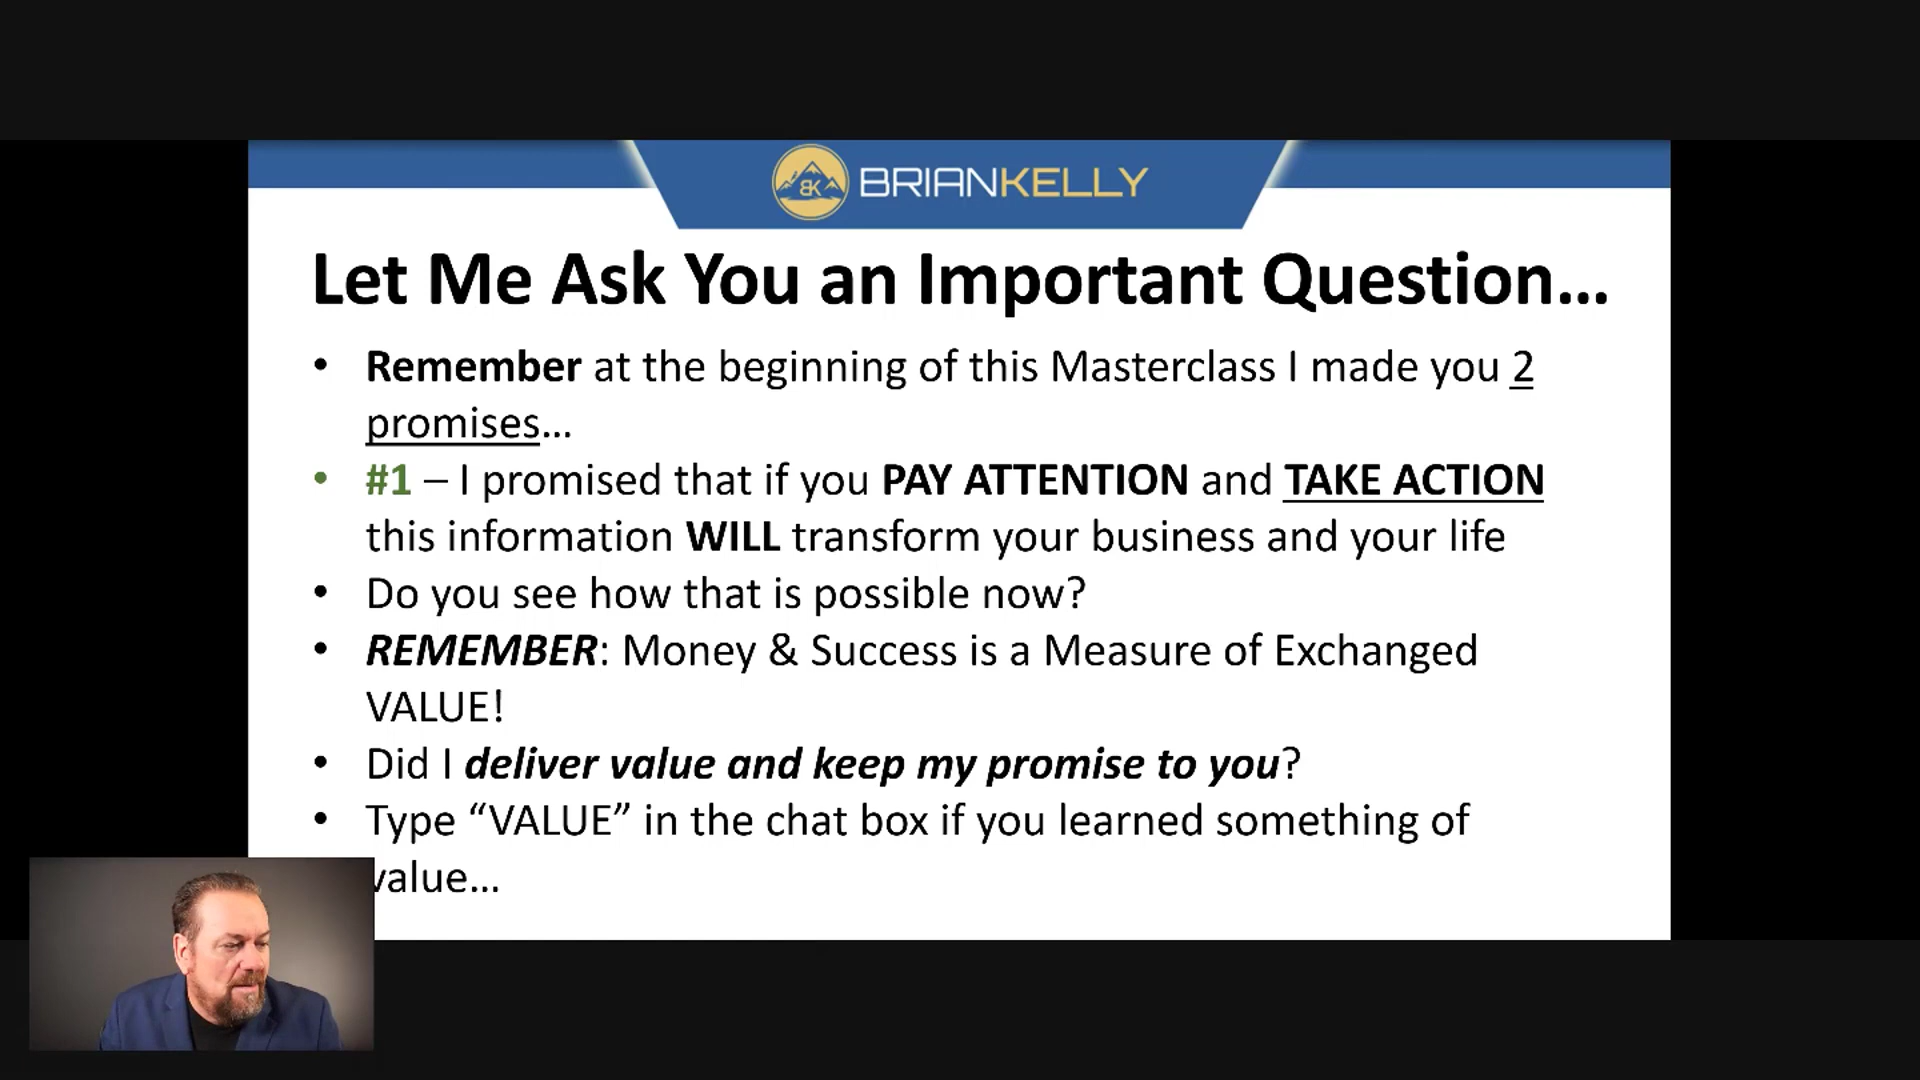 BK BRIANKELLY
Let Me Ask You an Important Question…
• Remember at the beginning of this Masterclass I made you 2
promises…
• #1 – I promised that if you PAY ATTENTION and TAKE ACTION
this information WILL transform your business and your life
• Do you see how that is possible now?
• REMEMBER: Money & Success is a Measure of Exchanged
VALUE!
• Did I deliver value and keep my promise to you?
• Type “VALUE” in the chat box if you learned something of
value…